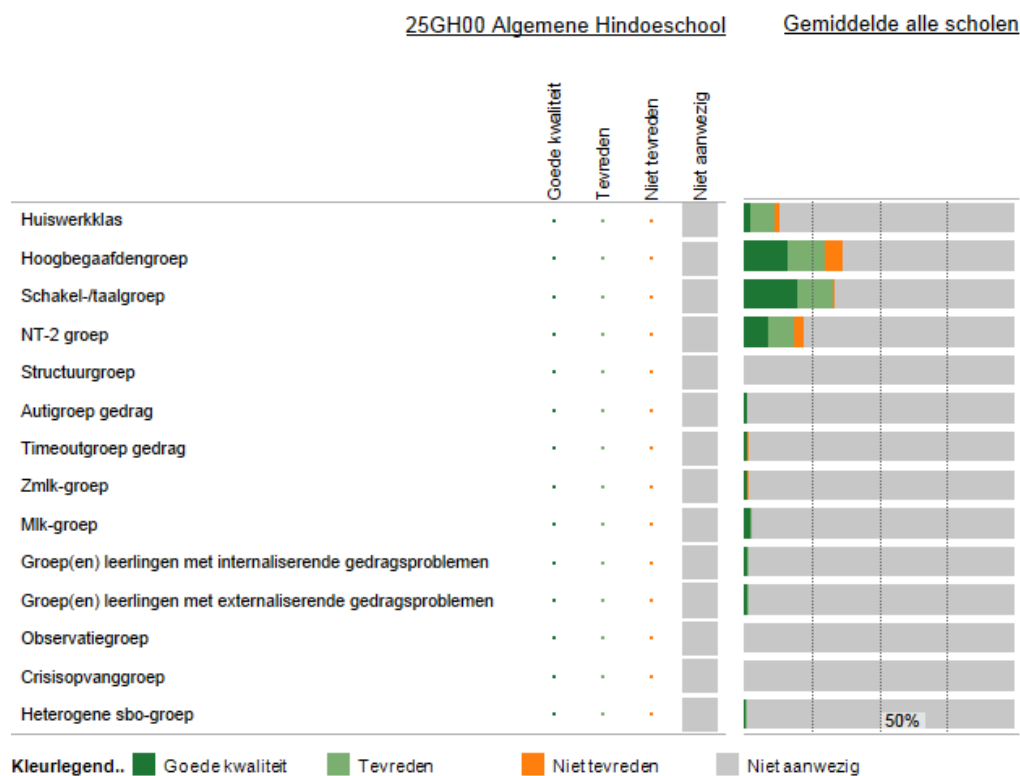 25GH00 Algemene Hindoeschool Gemiddelde alle scholen
Goede kwaliteit
Tevreden
Niet tevreden
Niet aanwezig
Huiswerkklas
Hoogbegaafdengroep
Schakel-/taalgroep
NT-2 groep
Structuurgroep
Autigroep gedrag
Timeoutgroep gedrag
Zmlk-groep
Mlk-groep
Groep(en) leerlingen met internaliserende gedragsproblemen
Groep(en) leerlingen met externaliserende gedragsproblemen
Observatiegroep
Crisisopvanggroep
Heterogene sbo-groep 50%
Kleurlegend.. Goede kwaliteit Tevreden Niet tevreden Niet aanwezig